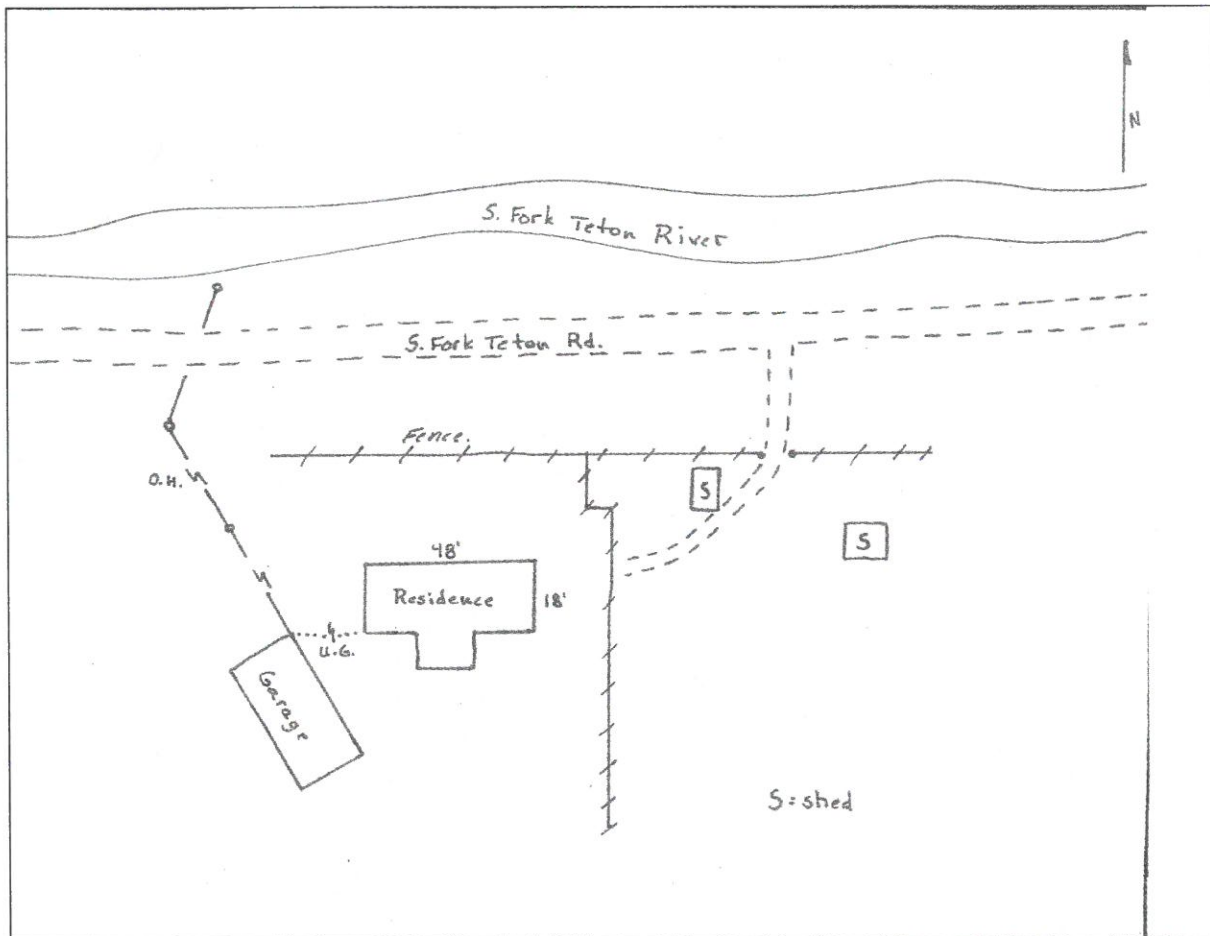 N
S. Fork Teton River
S. Fork Teton Rd.
Fence.
O.H.
S
S
48'
Residence
18'
U.G.
Garage
S = shed